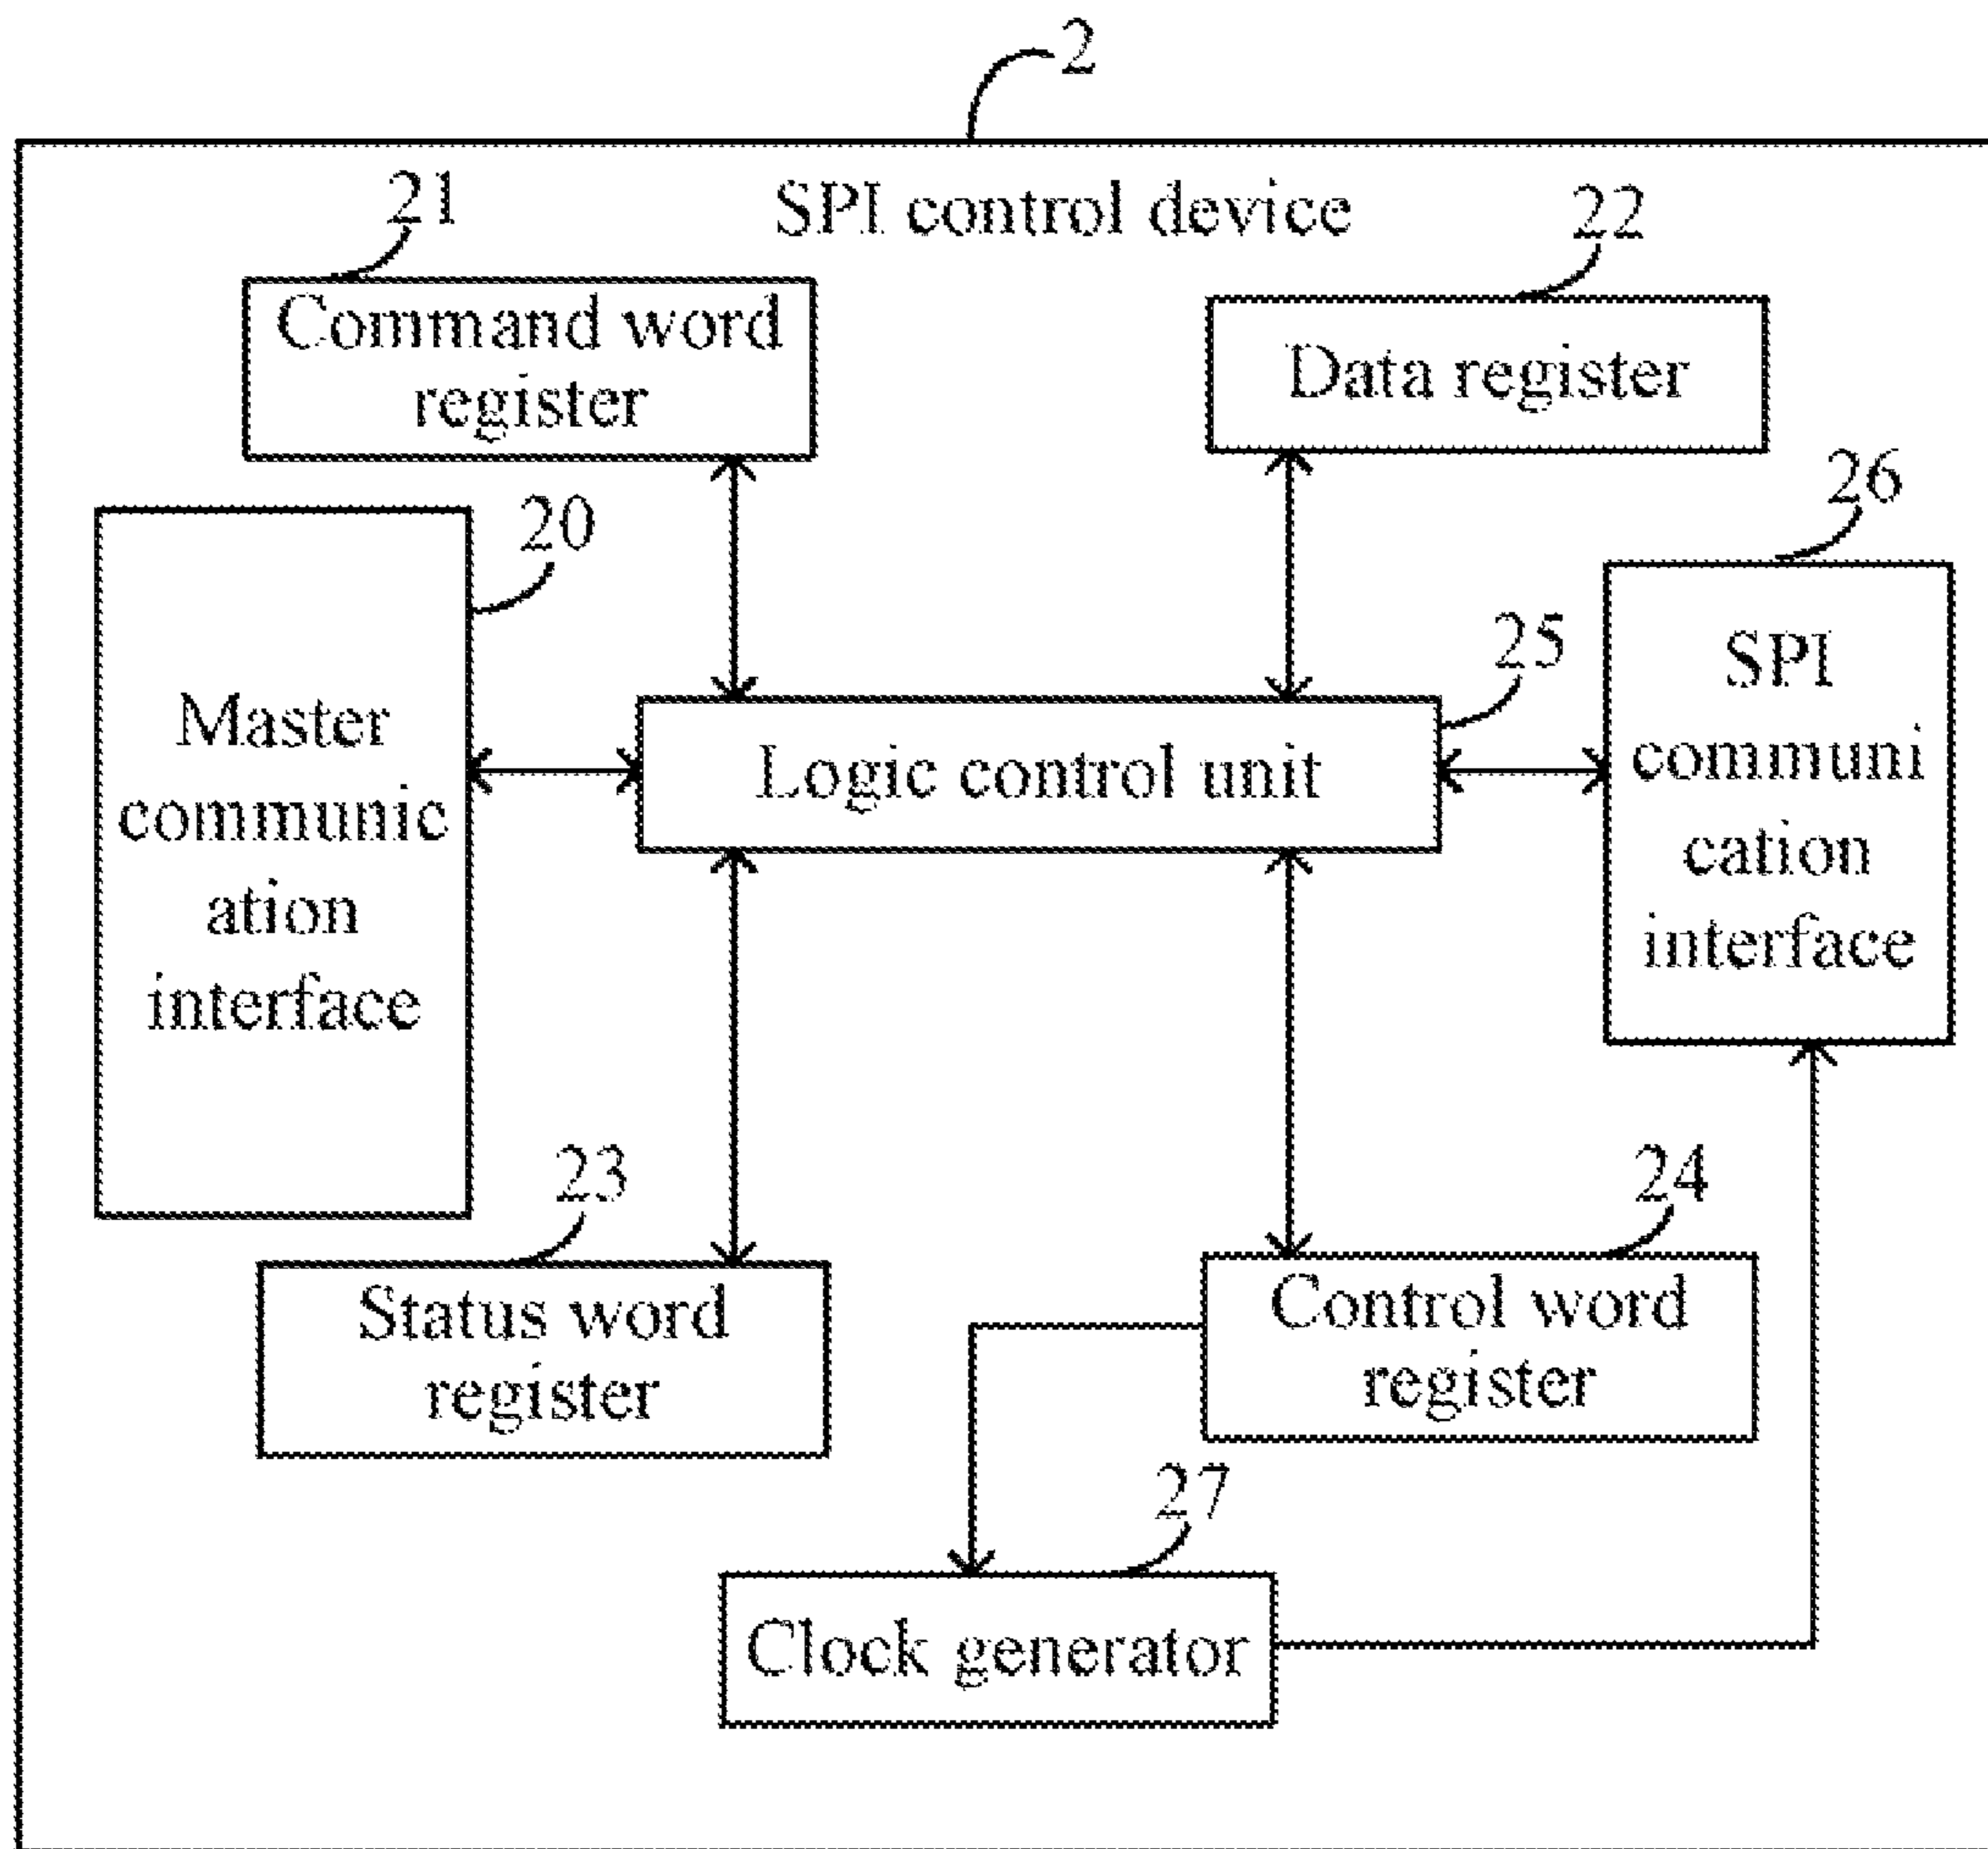 2
SPI control device
21
22
Command word
register
Data register
20
26
25
Master
communic
ation
interface
Logic control unit
SPI
communi
cation
interface
23
24
Status word
register
Control word
register
27
Clock generator